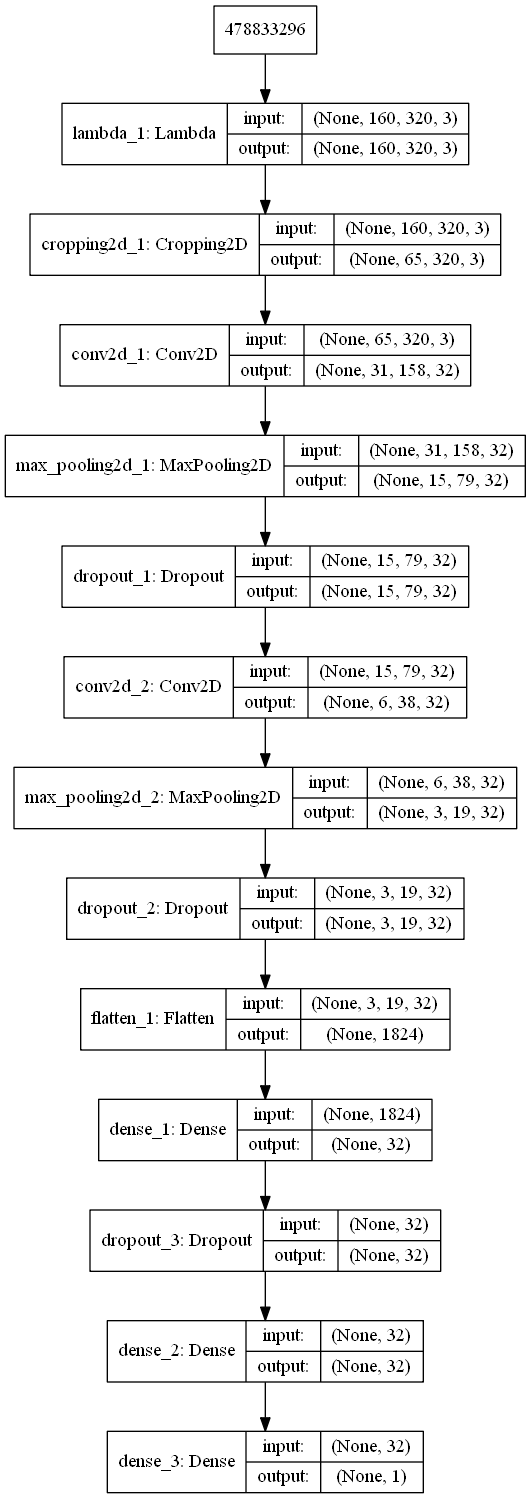 478833296
lambda_1: Lambda
input:
(None, 160, 320, 3)
output:
(None, 160, 320, 3)
cropping2d_1: Cropping2D
input:
(None, 160, 320, 3)
output:
(None, 65, 320, 3)
conv2d_1: Conv2D
input:
(None, 65, 320, 3)
output:
(None, 31, 158, 32)
max_pooling2d_1: MaxPooling2D
input:
(None, 31, 158, 32)
output:
(None, 15, 79, 32)
dropout_1: Dropout
input:
(None, 15, 79, 32)
output:
(None, 15, 79, 32)
conv2d_2: Conv2D
input:
(None, 15, 79, 32)
output:
(None, 6, 38, 32)
max_pooling2d_2: MaxPooling2D
input:
(None, 6, 38, 32)
output:
(None, 3, 19, 32)
dropout_2: Dropout
input:
(None, 3, 19, 32)
output:
(None, 3, 19, 32)
flatten_1: Flatten
input:
(None, 3, 19, 32)
output:
(None, 1824)
dense_1: Dense
input:
(None, 1824)
output:
(None, 32)
dropout_3: Dropout
input:
(None, 32)
output:
(None, 32)
dense_2: Dense
input:
(None, 32)
output:
(None, 32)
dense_3: Dense
input:
(None, 32)
output:
(None, 1)